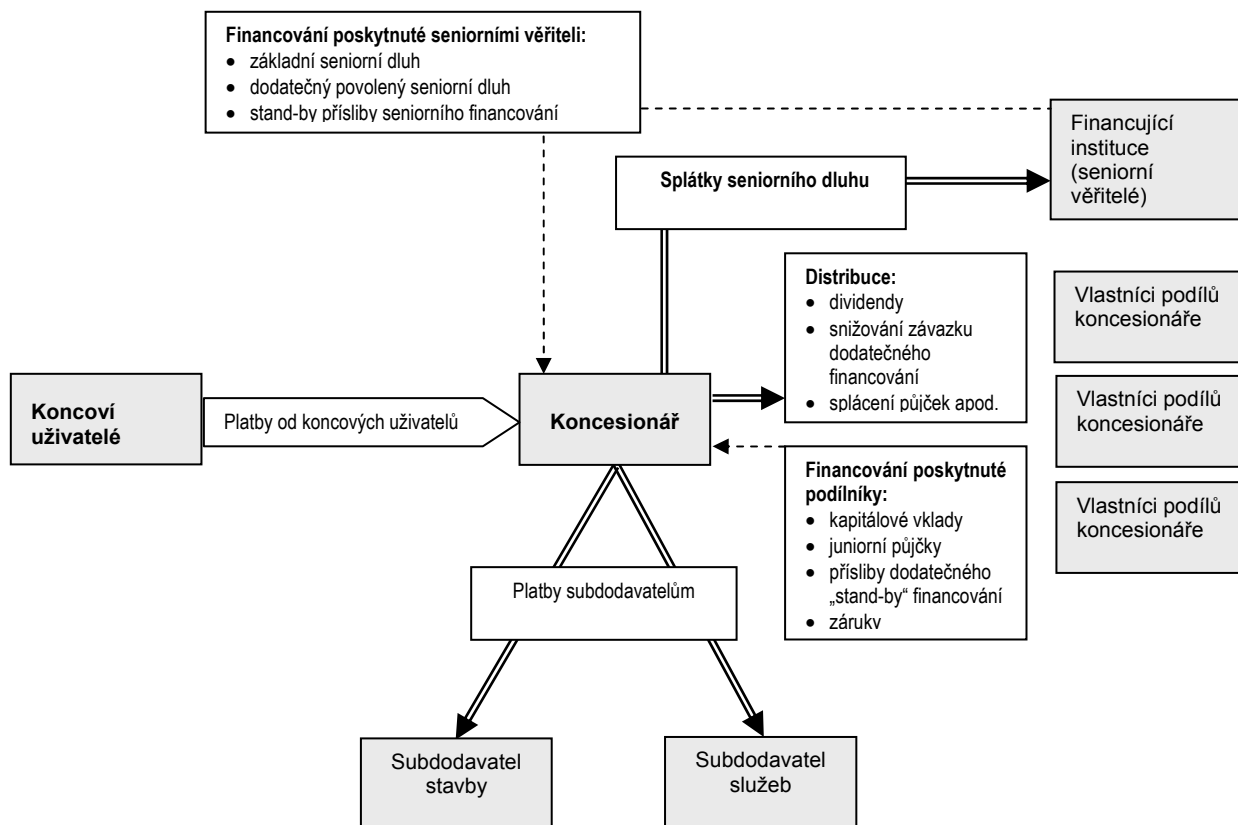 Financování poskytnuté seniorními věřiteli:
• základní seniorní dluh
• dodatečný povolený seniorní dluh
• stand-by přísliby seniorního financování
Financující
instituce
(seniorní
věřitelé)
Splátky seniorního dluhu
Distribuce:
• dividendy
• snižování závazku
dodatečného
financování
• splácení půjček apod.
Vlastníci podílů
koncesionáře
Koncoví
uživatelé
Platby od koncových uživatelů
Koncesionář
Vlastníci podílů
koncesionáře
Financování poskytnuté
podílníky:
• kapitálové vklady
• juniorní půjčky
• přísliby dodatečného
„stand-by“ financování
• záruky
Vlastníci podílů
koncesionáře
Platby subdodavatelům
Subdodavatel
stavby
Subdodavatel
služeb